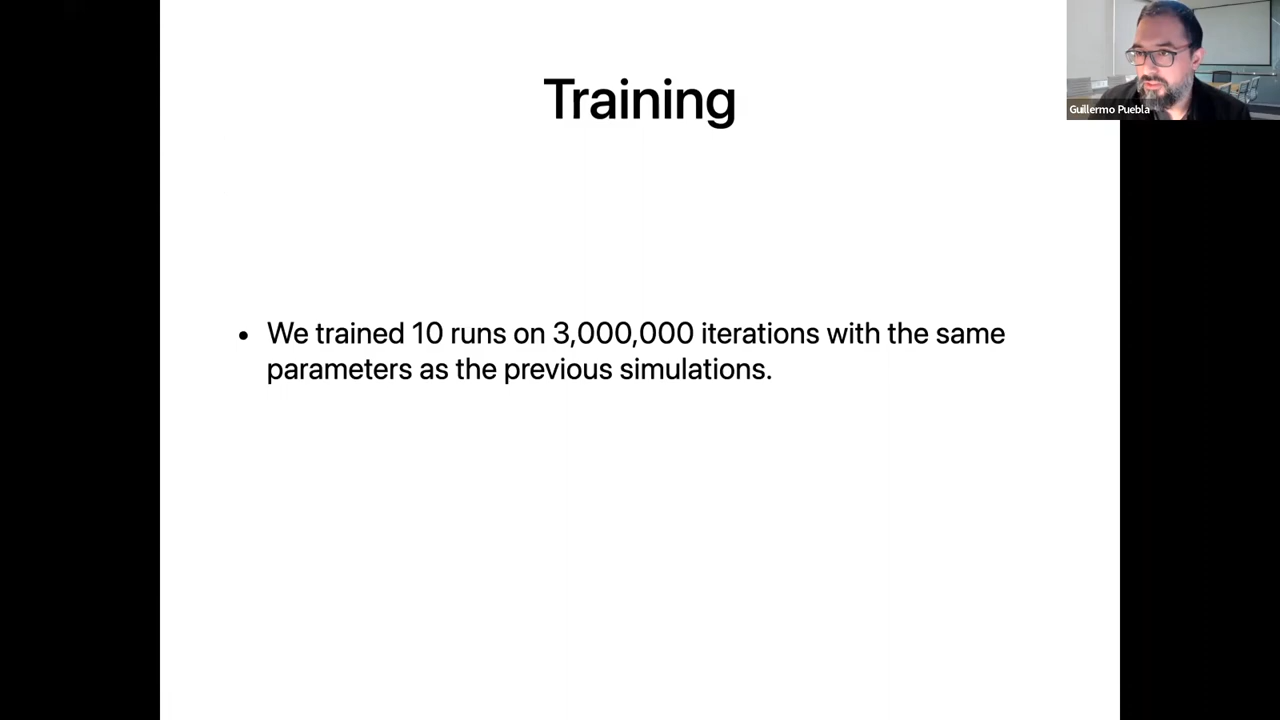 Training
Guillermo Puebla
• We trained 10 runs on 3,000,000 iterations with the same
parameters as the previous simulations.